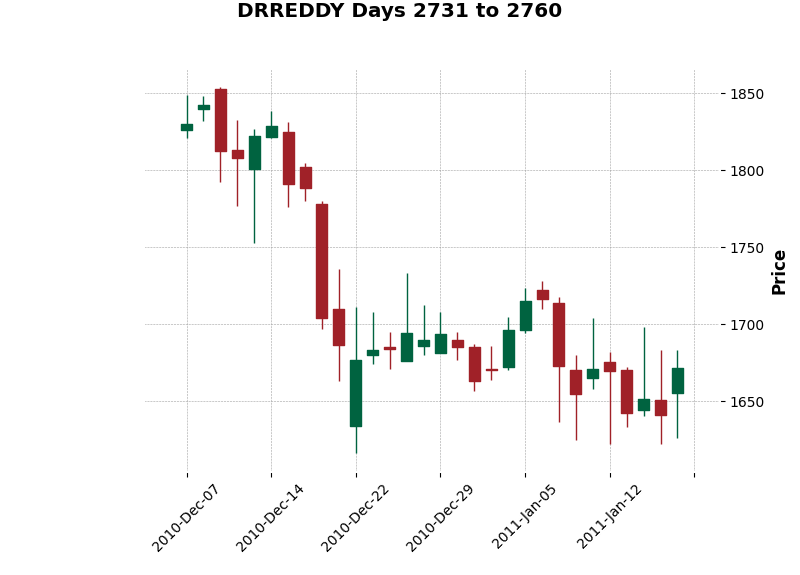 DRREDDY Days 2731 to 2760
1850
1800
1750
1700
1650
Price
2010-Dec-07
2010-Dec-14
2010-Dec-22
2010-Dec-29
2011-Jan-05
2011-Jan-12